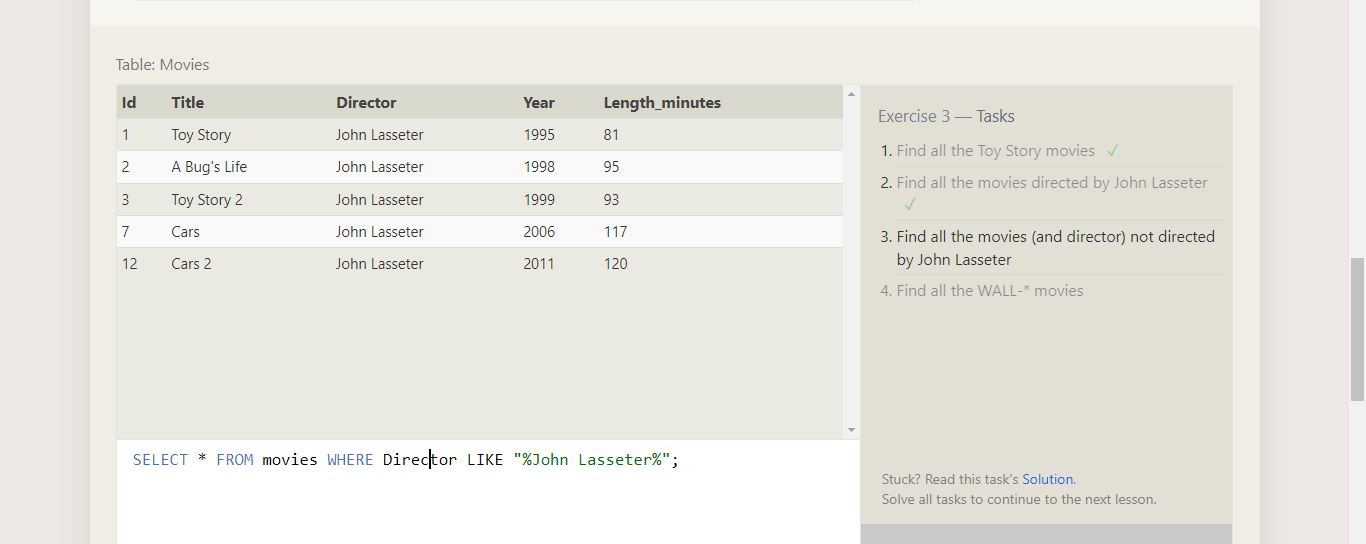 Table: Movies
Id Title Director Year Length_minutes
1 Toy Story John Lasseter 1995 81
2 A Bug's Life John Lasseter 1998 95
3 Toy Story 2 John Lasseter 1999 93
7 Cars John Lasseter 2006 117
12 Cars 2 John Lasseter 2011 120
SELECT * FROM movies WHERE Director LIKE "%John Lasseter%";
Exercise 3 — Tasks
1. Find all the Toy Story movies ✓
2. Find all the movies directed by John Lasseter
✓
3. Find all the movies (and director) not directed
by John Lasseter
4. Find all the WALL-* movies
Stuck? Read this task's Solution.
Solve all tasks to continue to the next lesson.